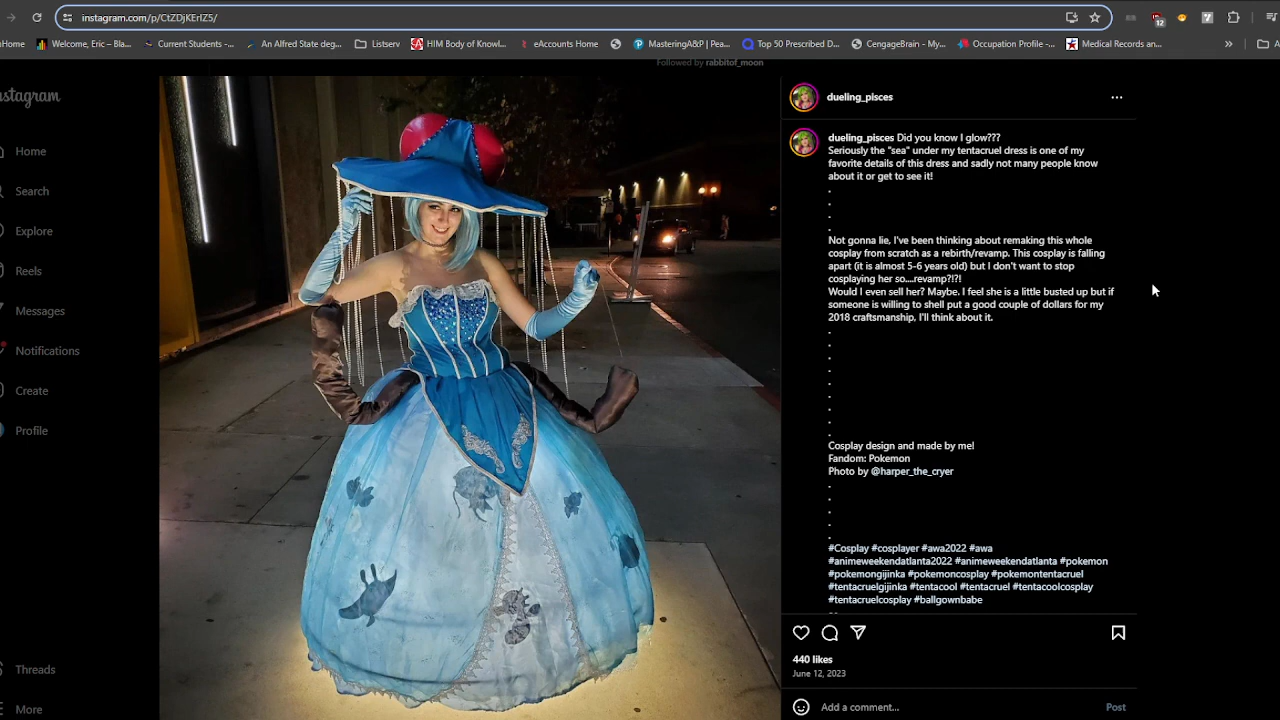 instagram.com/p/CtZDjKErIZ5/
12
Home
Welcome, Eric – Bla...
Current Students -...
An Alfred State deg...
Listserv
HIM Body of Knowl...
eAccounts Home
MasteringA&P | Pea...
Top 50 Prescribed D...
CengageBrain - My...
Occupation Profile -...
Medical Records an...
»
A
Followed by rabbitof_moon
nstagram
Home
Search
Explore
Reels
Messages
Notifications
Create
Profile
Threads
More
dueling_pisces
dueling_pisces Did you know I glow???
Seriously the "sea" under my tentacruel dress is one of my
favorite details of this dress and sadly not many people know
about it or get to see it!
.
.
.
.
Not gonna lie, I've been thinking about remaking this whole
cosplay from scratch as a rebirth/revamp. This cosplay is falling
apart (it is almost 5-6 years old) but I don't want to stop
cosplaying her so....revamp?!?!
Would I even sell her? Maybe. I feel she is a little busted up but if
someone is willing to shell put a good couple of dollars for my
2018 craftsmanship, I'll think about it.
.
.
.
.
.
.
.
.
.
Cosplay design and made by me!
Fandom: Pokemon
Photo by @harper_the_cryer
.
.
.
.
.
#Cosplay #cosplayer #awa2022 #awa
#animeweekendatlanta2022 #animeweekendatlanta #pokemon
#pokemongijinka #pokemoncosplay #pokemontentacruel
#tentacruelgijinka #tentacool #tentacruel #tentacoolcosplay
#tentacruelcosplay #ballgownbabe
440 likes
June 12, 2023
Add a comment...
Post